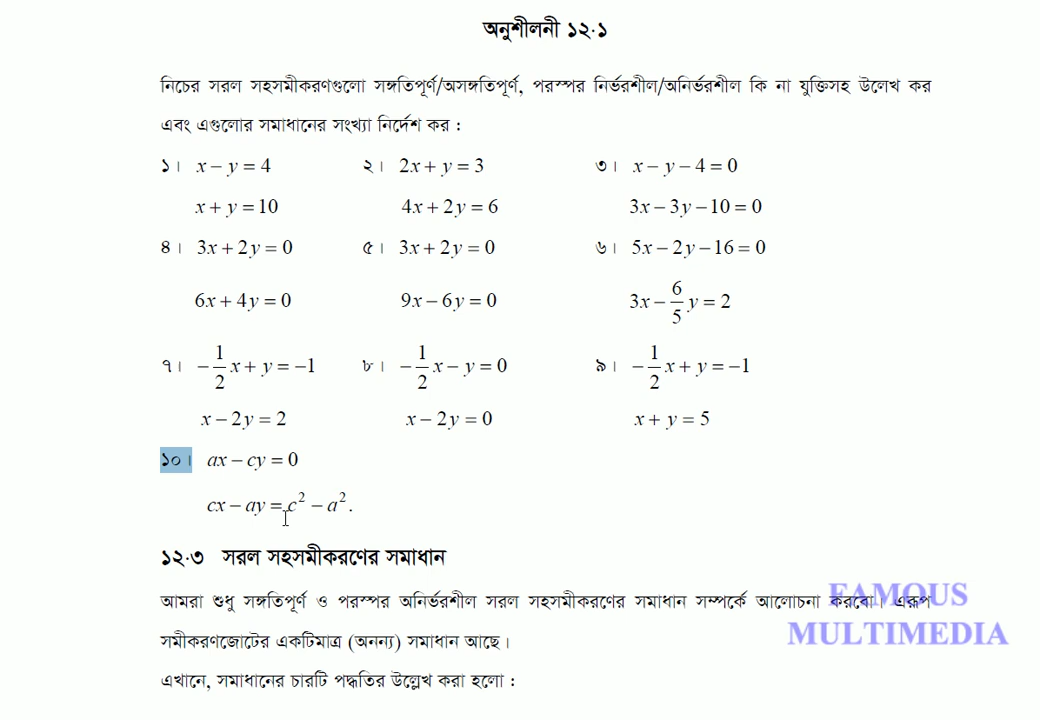 অনুশীলনী ১২·১
নিচের সরল সহসমীকরণগুলো সঙ্গতিপূর্ণ/অসঙ্গতিপূর্ণ, পরস্পর নির্ভরশীল/অনির্ভরশীল কি না যুক্তিসহ উলেখ কর
এবং এগুলোর সমাধানের সংখ্যা নির্দেশ কর :
১। x − y = 4 ২। 2x + y = 3 ৩। x − y − 4 = 0
x + y = 10 4x + 2y = 6 3x − 3y − 10 = 0
৪। 3x + 2y = 0 ৫। 3x + 2y = 0 ৬। 5x − 2y − 16 = 0
6x + 4y = 0 9x − 6y = 0 3x − 6/5 y = 2
৭। − 1/2 x + y = −1 ৮। − 1/2 x − y = 0 ৯। − 1/2 x + y = −1
x − 2y = 2 x − 2y = 0 x + y = 5
১০। ax − cy = 0
cx − ay = c² − a².
১২·৩ সরল সহসমীকরণের সমাধান
আমরা শুধু সঙ্গতিপূর্ণ ও পরস্পর অনির্ভরশীল সরল সহসমীকরণের সমাধান সম্পর্কে আলোচনা করবো। এরূপ
সমীকরণজোটের একটিমাত্র (অনন্য) সমাধান আছে।
এখানে, সমাধানের চারটি পদ্ধতির উল্লেখ করা হলো :
FAMOUS
MULTIMEDIA